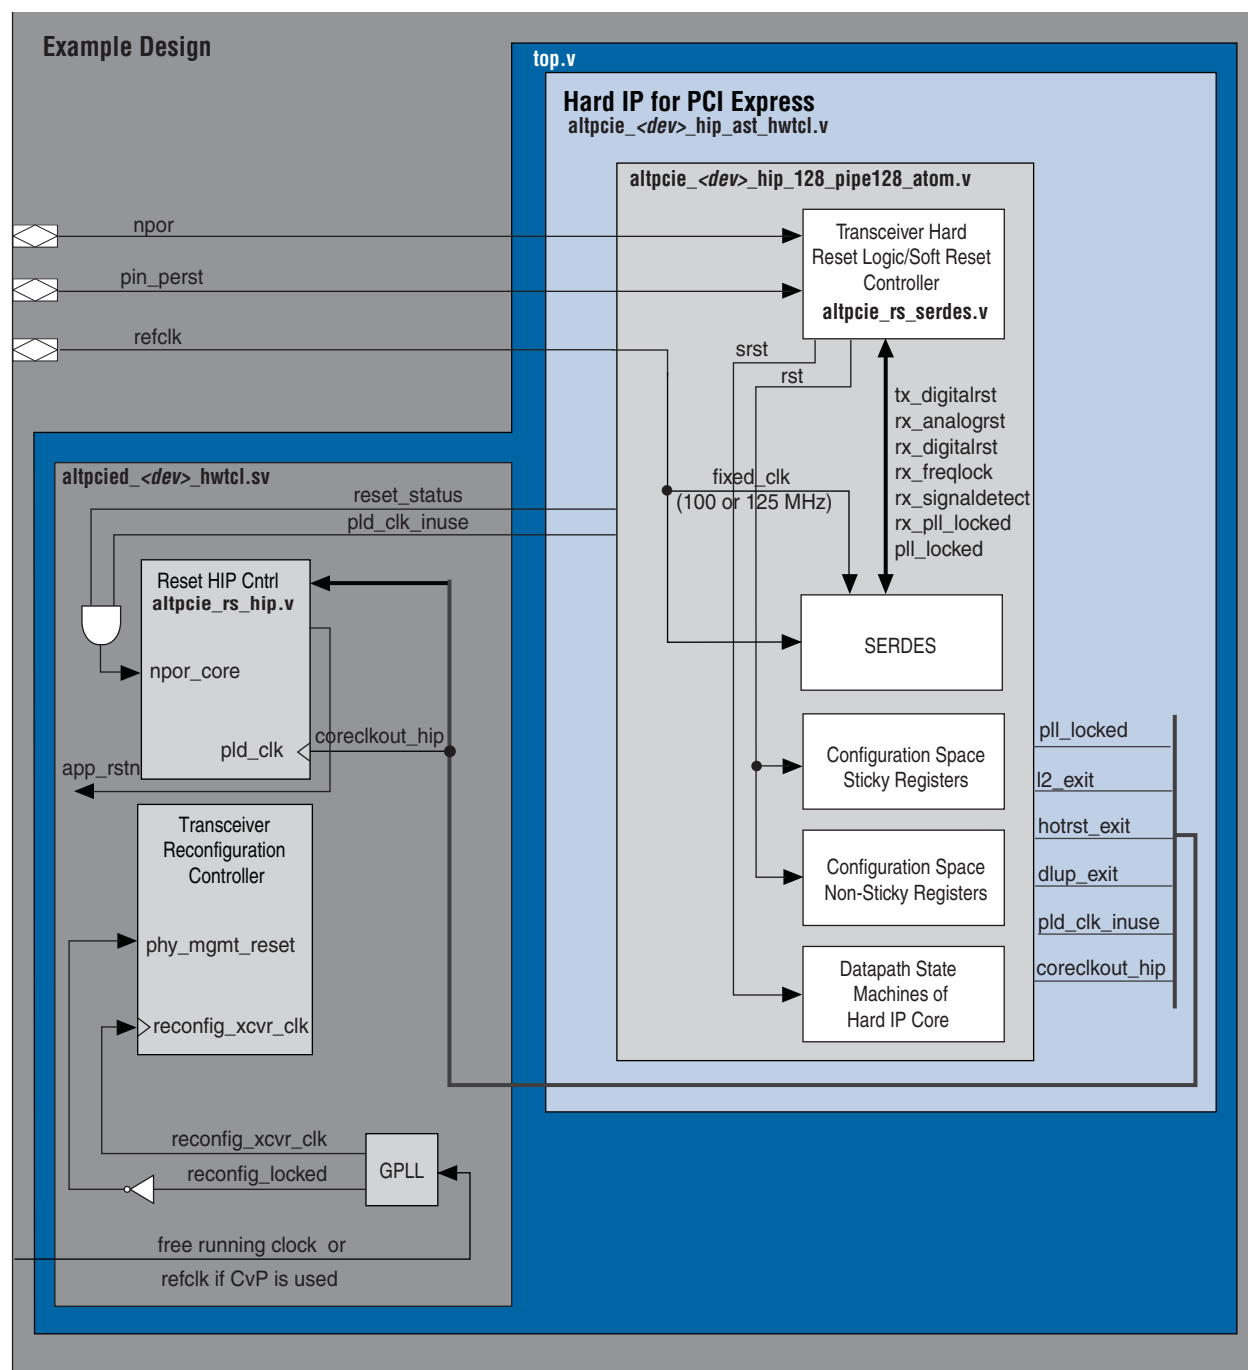 Example Design
top.v
Hard IP for PCI Express
altpcie_<dev>_hip_ast_hwtcl.v
altpcie_<dev>_hip_128_pipe128_atom.v
npor
pin_perst
refclk
Transceiver Hard
Reset Logic/Soft Reset
Controller
altpcie_rs_serdes.v
srst
rst
tx_digitalrst
rx_analogrst
rx_digitalrst
rx_freqlock
rx_signaldetect
rx_pll_locked
pll_locked
fixed_clk
(100 or 125 MHz)
altpcied_<dev>_hwtcl.sv
reset_status
pld_clk_inuse
Reset HIP Cntrl
altpcie_rs_hip.v
npor_core
pld_clk
coreclkout_hip
app_rstn
SERDES
Configuration Space
Sticky Registers
Configuration Space
Non-Sticky Registers
Datapath State
Machines of
Hard IP Core
pll_locked
l2_exit
hotrst_exit
dlup_exit
pld_clk_inuse
coreclkout_hip
Transceiver
Reconfiguration
Controller
phy_mgmt_reset
reconfig_xcvr_clk
reconfig_xcvr_clk
reconfig_locked
GPLL
free running clock or
refclk if CvP is used